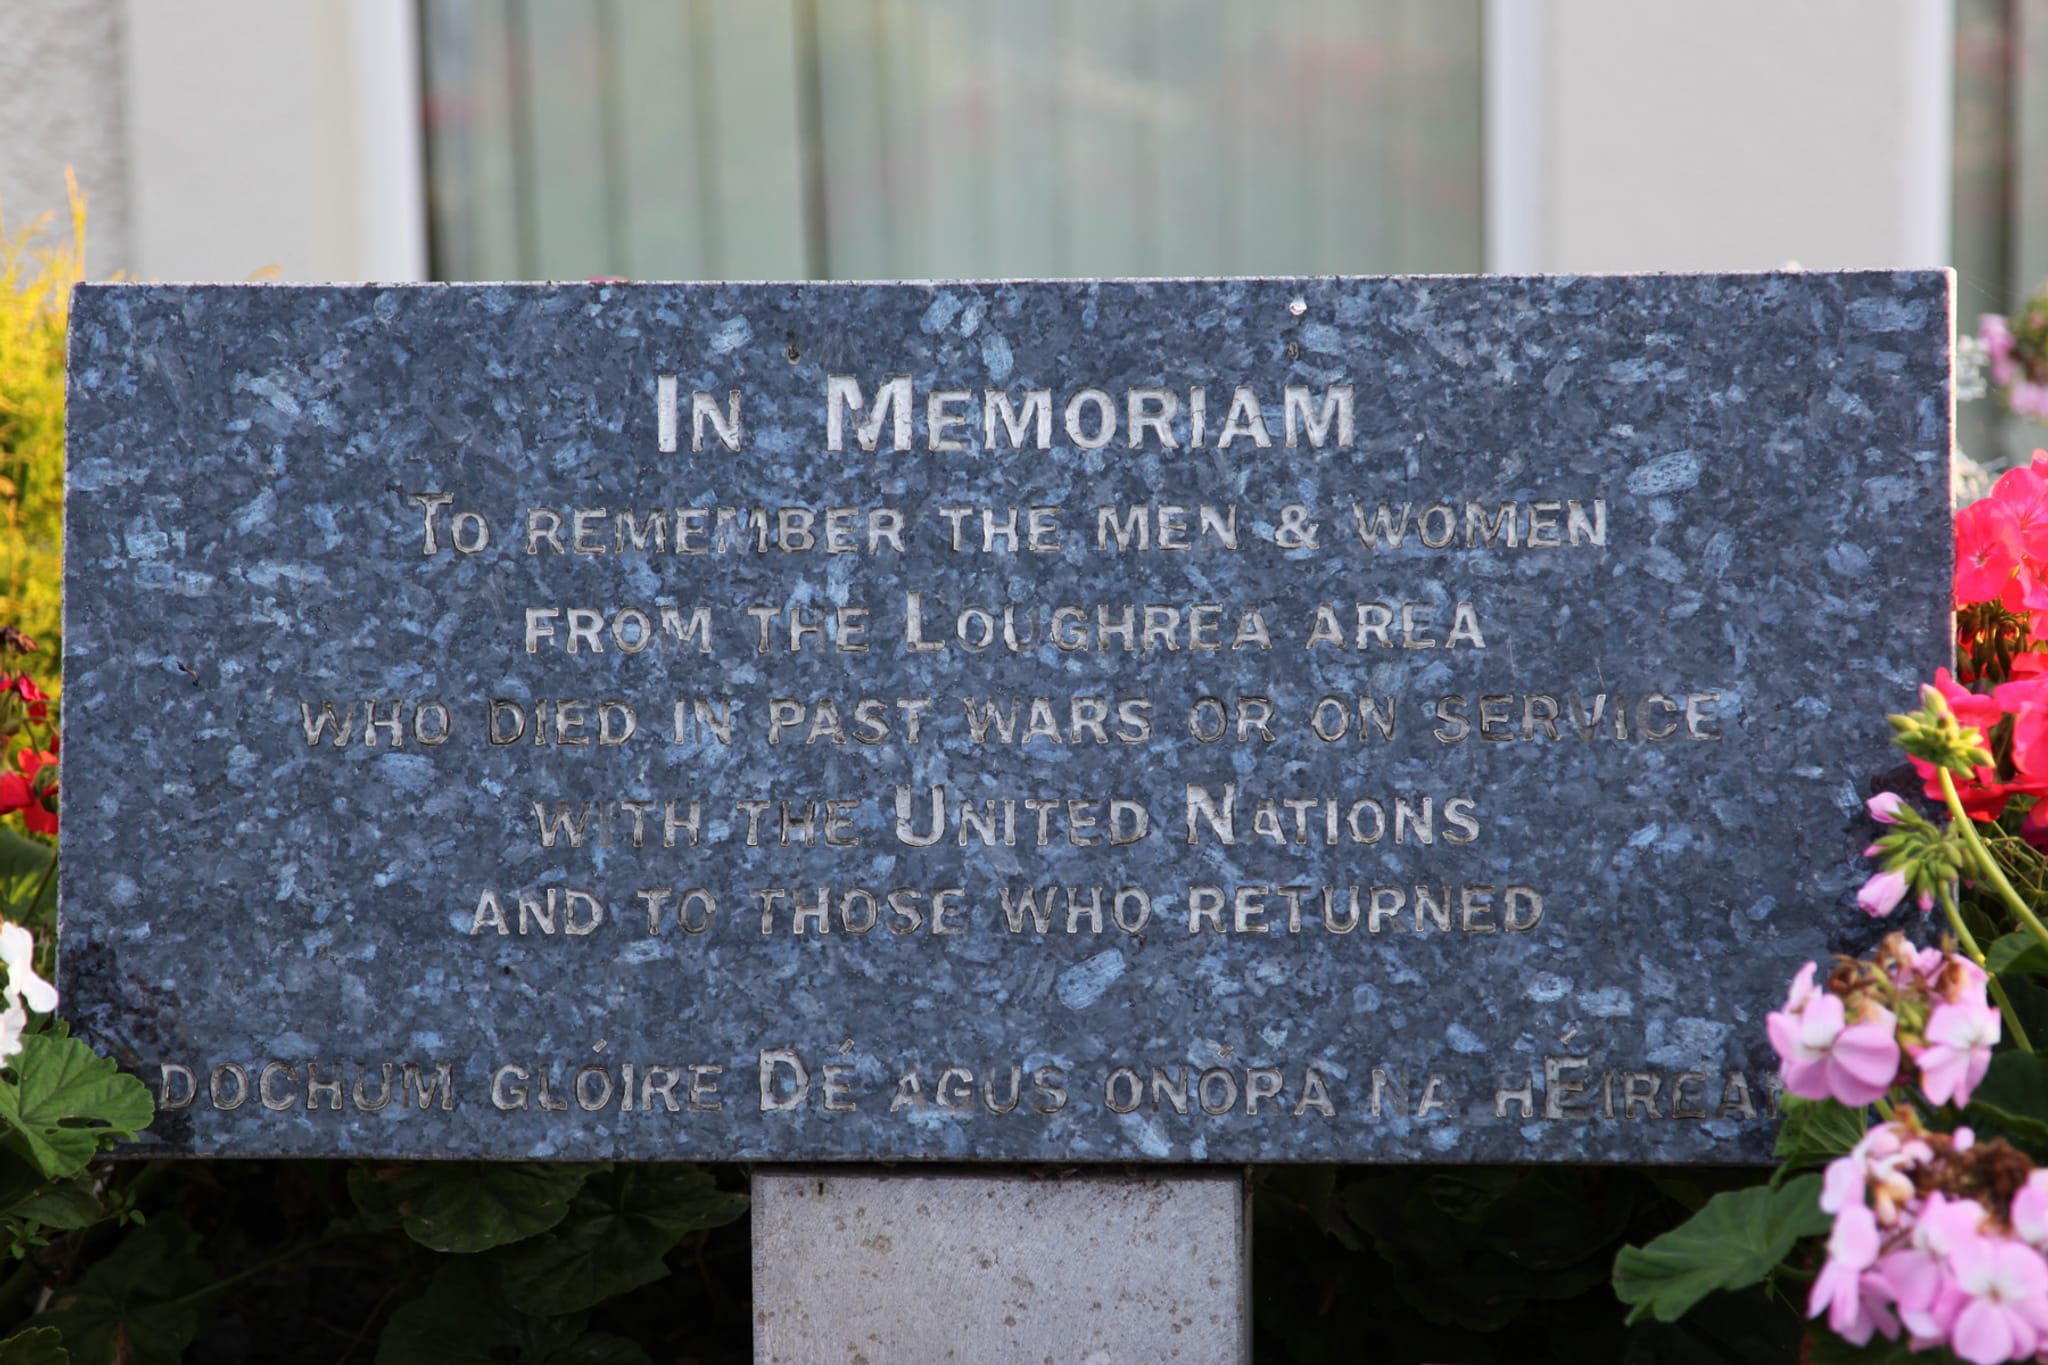 In Memoriam
To remember the men & women
from the Loughrea area
who died in past wars or on service
with the United Nations
and to those who returned
dochum glóire Dé agus onóra na hÉireann